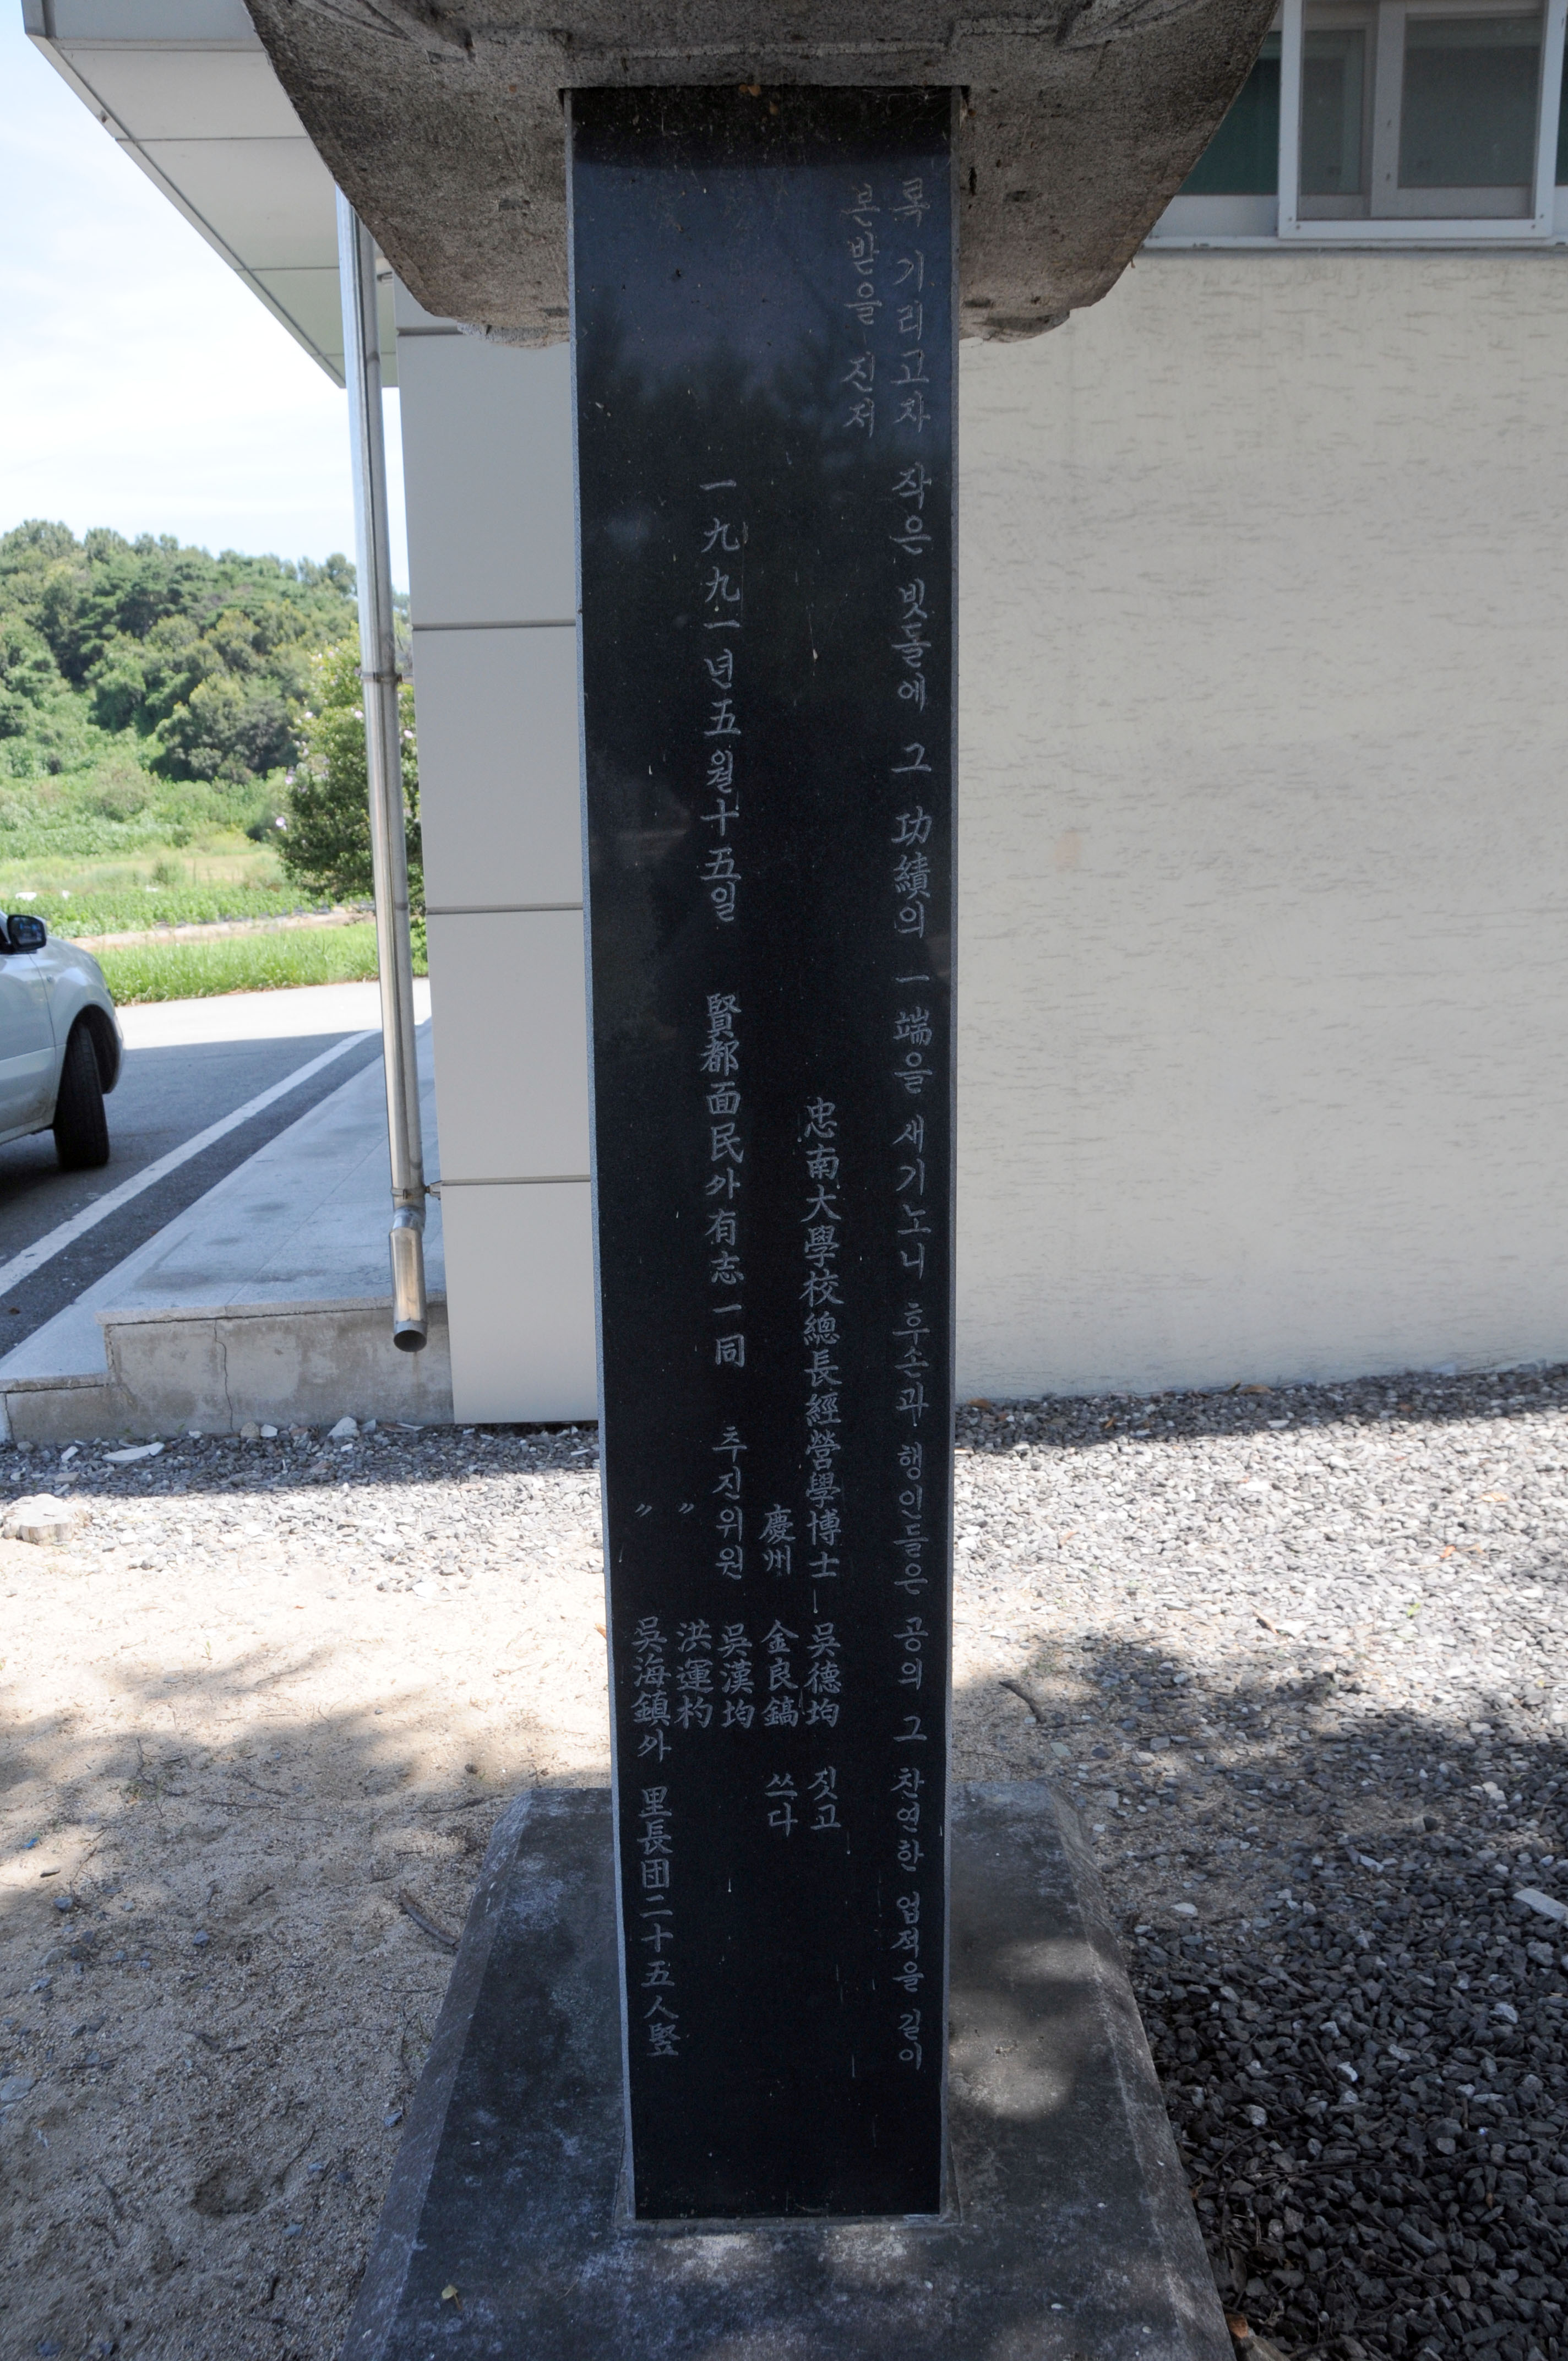 록 기리고자 작은 빗돌에 그 功績의 一端을 새기노니 후손과 행인들은 공의 그 찬연한 업적을 길이
본받을진저
忠南大學校總長經營學博士 吳德均 짓고
慶州 金良鎬 쓰다
一九九一년五월十五일 賢都面民外有志一同 추진위원 吳漢均
〃 洪運杓
〃 吳海鎮外 里長団二十五人竪